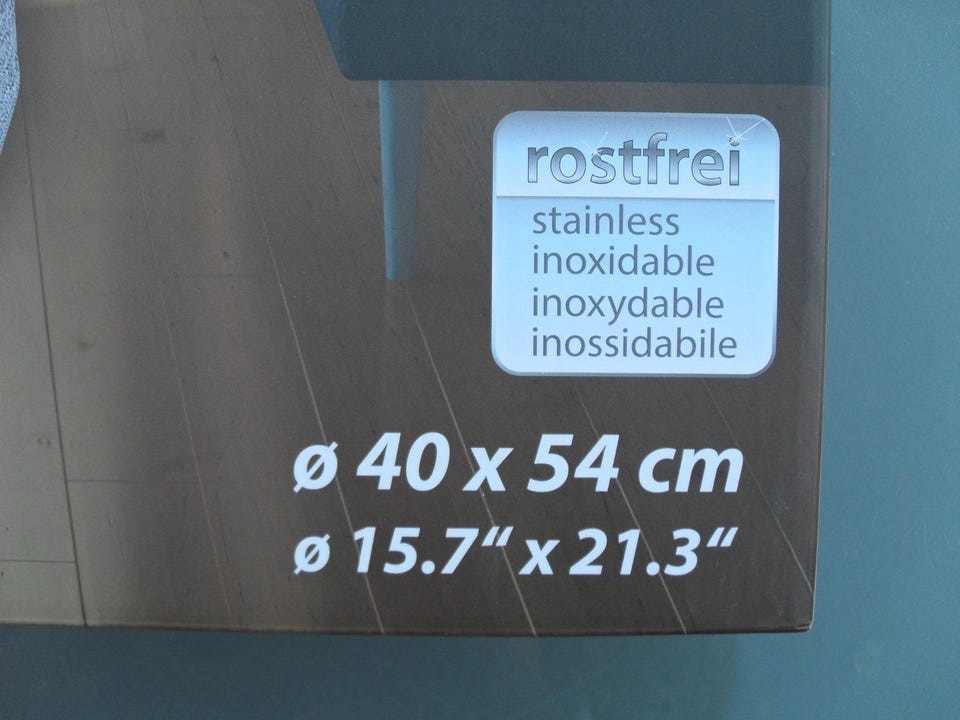 rostfrei
stainless
inoxidable
inoxydable
inossidabile
ø 40 x 54 cm
ø 15.7“ x 21.3“